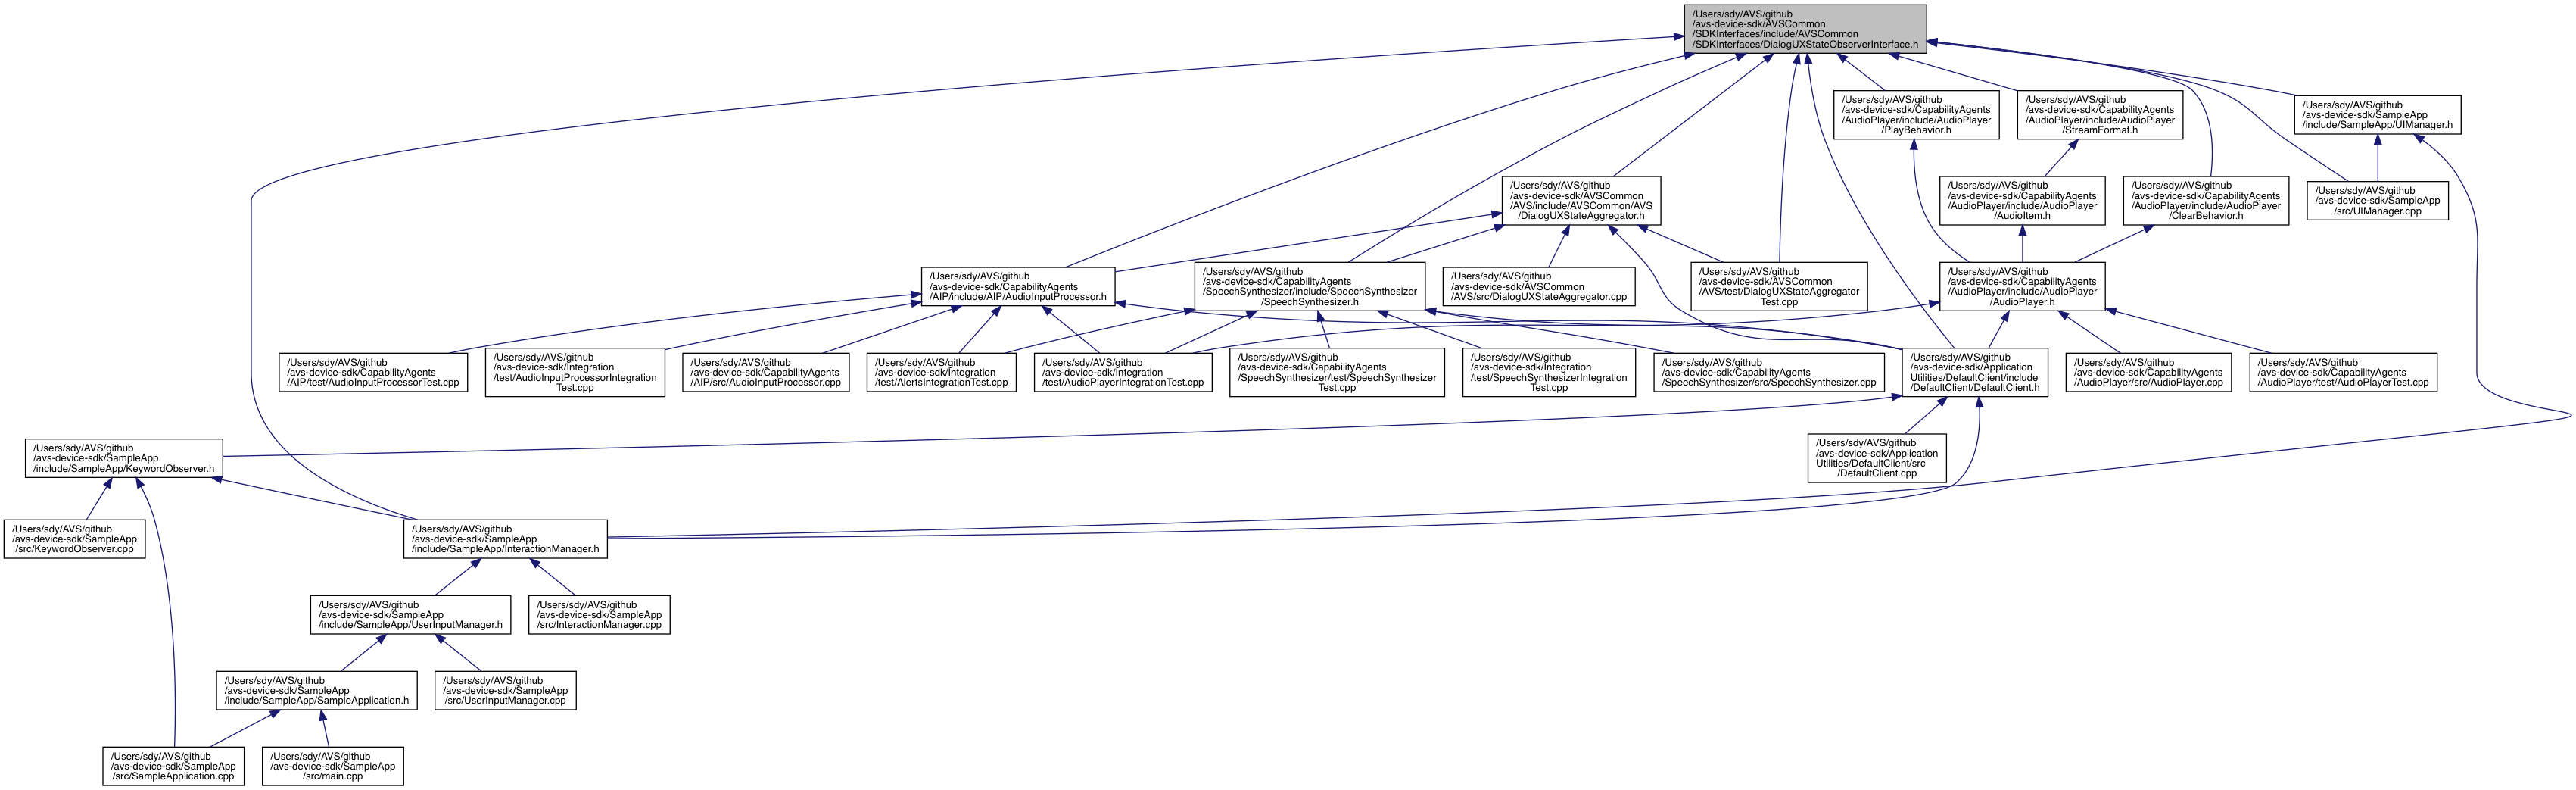 /Users/sdy/AVS/github
/avs-device-sdk/AVSCommon
/SDKInterfaces/include/AVSCommon
/SDKInterfaces/DialogUXStateObserverInterface.h
/Users/sdy/AVS/github
/avs-device-sdk/CapabilityAgents
/AudioPlayer/include/AudioPlayer
/PlayBehavior.h
/Users/sdy/AVS/github
/avs-device-sdk/CapabilityAgents
/AudioPlayer/include/AudioPlayer
/StreamFormat.h
/Users/sdy/AVS/github
/avs-device-sdk/SampleApp
/include/SampleApp/UIManager.h
/Users/sdy/AVS/github
/avs-device-sdk/AVSCommon
/AVS/include/AVSCommon/AVS
/DialogUXStateAggregator.h
/Users/sdy/AVS/github
/avs-device-sdk/CapabilityAgents
/AudioPlayer/include/AudioPlayer
/AudioItem.h
/Users/sdy/AVS/github
/avs-device-sdk/CapabilityAgents
/AudioPlayer/include/AudioPlayer
/ClearBehavior.h
/Users/sdy/AVS/github
/avs-device-sdk/SampleApp
/src/UIManager.cpp
/Users/sdy/AVS/github
/avs-device-sdk/CapabilityAgents
/AIP/include/AIP/AudioInputProcessor.h
/Users/sdy/AVS/github
/avs-device-sdk/CapabilityAgents
/SpeechSynthesizer/include/SpeechSynthesizer
/SpeechSynthesizer.h
/Users/sdy/AVS/github
/avs-device-sdk/AVSCommon
/AVS/src/DialogUXStateAggregator.cpp
/Users/sdy/AVS/github
/avs-device-sdk/AVSCommon
/AVS/test/DialogUXStateAggregator
Test.cpp
/Users/sdy/AVS/github
/avs-device-sdk/CapabilityAgents
/AudioPlayer/include/AudioPlayer
/AudioPlayer.h
/Users/sdy/AVS/github
/avs-device-sdk/CapabilityAgents
/AIP/test/AudioInputProcessorTest.cpp
/Users/sdy/AVS/github
/avs-device-sdk/Integration
/test/AudioInputProcessorIntegration
Test.cpp
/Users/sdy/AVS/github
/avs-device-sdk/CapabilityAgents
/AIP/src/AudioInputProcessor.cpp
/Users/sdy/AVS/github
/avs-device-sdk/Integration
/test/AlertsIntegrationTest.cpp
/Users/sdy/AVS/github
/avs-device-sdk/Integration
/test/AudioPlayerIntegrationTest.cpp
/Users/sdy/AVS/github
/avs-device-sdk/CapabilityAgents
/SpeechSynthesizer/test/SpeechSynthesizer
Test.cpp
/Users/sdy/AVS/github
/avs-device-sdk/Integration
/test/SpeechSynthesizerIntegration
Test.cpp
/Users/sdy/AVS/github
/avs-device-sdk/CapabilityAgents
/SpeechSynthesizer/src/SpeechSynthesizer.cpp
/Users/sdy/AVS/github
/avs-device-sdk/Application
Utilities/DefaultClient/include
/DefaultClient/DefaultClient.h
/Users/sdy/AVS/github
/avs-device-sdk/CapabilityAgents
/AudioPlayer/src/AudioPlayer.cpp
/Users/sdy/AVS/github
/avs-device-sdk/CapabilityAgents
/AudioPlayer/test/AudioPlayerTest.cpp
/Users/sdy/AVS/github
/avs-device-sdk/SampleApp
/include/SampleApp/KeywordObserver.h
/Users/sdy/AVS/github
/avs-device-sdk/Application
Utilities/DefaultClient/src
/DefaultClient.cpp
/Users/sdy/AVS/github
/avs-device-sdk/SampleApp
/src/KeywordObserver.cpp
/Users/sdy/AVS/github
/avs-device-sdk/SampleApp
/include/SampleApp/InteractionManager.h
/Users/sdy/AVS/github
/avs-device-sdk/SampleApp
/include/SampleApp/UserInputManager.h
/Users/sdy/AVS/github
/avs-device-sdk/SampleApp
/src/InteractionManager.cpp
/Users/sdy/AVS/github
/avs-device-sdk/SampleApp
/include/SampleApp/SampleApplication.h
/Users/sdy/AVS/github
/avs-device-sdk/SampleApp
/src/UserInputManager.cpp
/Users/sdy/AVS/github
/avs-device-sdk/SampleApp
/src/SampleApplication.cpp
/Users/sdy/AVS/github
/avs-device-sdk/SampleApp
/src/main.cpp